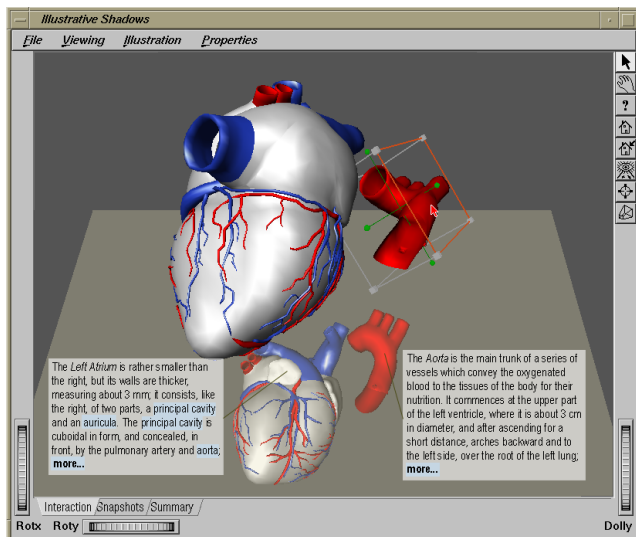 Illustrative Shadows
File Viewing Illustration Properties
?
The Left Atrium is rather smaller than
the right, but its walls are thicker,
measuring about 3 mm; it consists, like
the right, of two parts, a principal cavity
and an auricula. The principal cavity is
cuboidal in form, and concealed, in
front, by the pulmonary artery and aorta;
more...
The Aorta is the main trunk of a series of
vessels which convey the oxygenated
blood to the tissues of the body for their
nutrition. It commences at the upper part
of the left ventricle, where it is about 3 cm
in diameter, and after ascending for a
short distance, arches backward and to
the left side, over the root of the left lung;
more...
Interaction Snapshots Summary
Rotx Roty Dolly